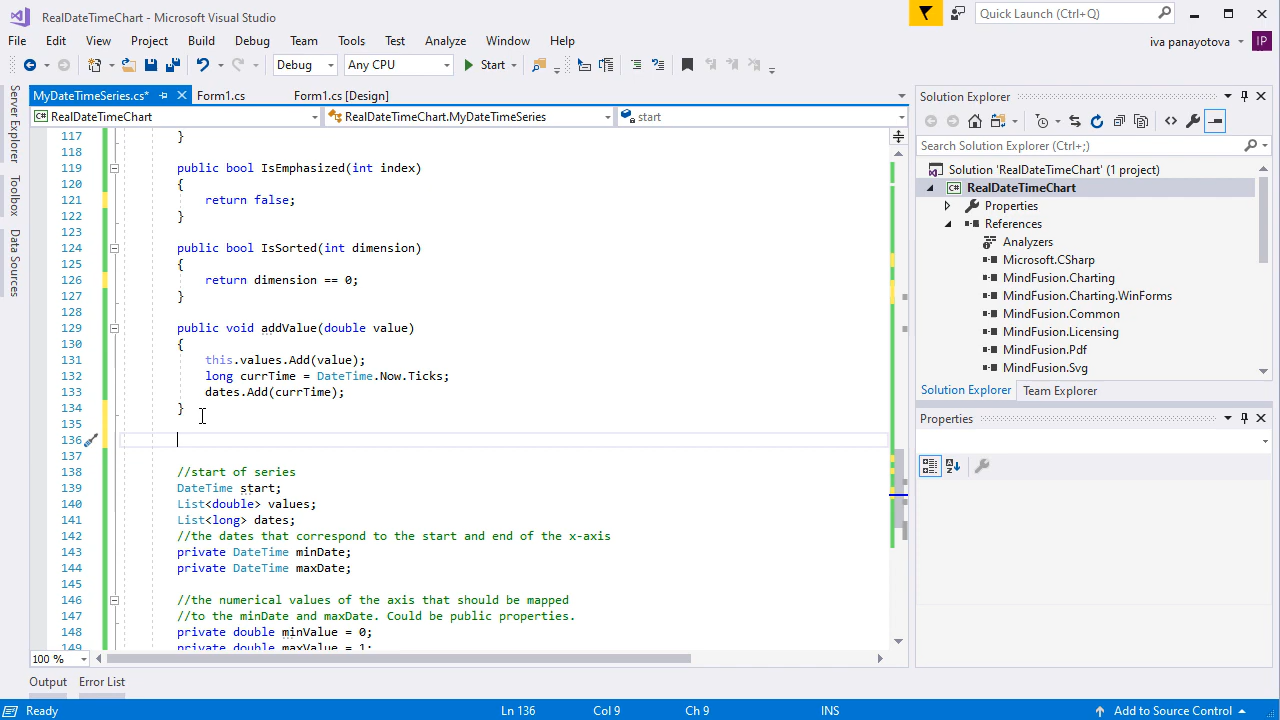 RealDateTimeChart - Microsoft Visual Studio
Quick Launch (Ctrl+Q)
File Edit View Project Build Debug Team Tools Test Analyze Window Help
iva panayotova IP
Debug Any CPU Start
Server Explorer
Toolbox
Data Sources
MyDateTimeSeries.cs* Form1.cs Form1.cs [Design]
RealDateTimeChart RealDateTimeChart.MyDateTimeSeries start
117 }
118
119 public bool IsEmphasized(int index)
120 {
121 return false;
122 }
123
124 public bool IsSorted(int dimension)
125 {
126 return dimension == 0;
127 }
128
129 public void addValue(double value)
130 {
131 this.values.Add(value);
132 long currTime = DateTime.Now.Ticks;
133 dates.Add(currTime);
134 }
135
136
137
138 //start of series
139 DateTime start;
140 List<double> values;
141 List<long> dates;
142 //the dates that correspond to the start and end of the x-axis
143 private DateTime minDate;
144 private DateTime maxDate;
145
146 //the numerical values of the axis that should be mapped
147 //to the minDate and maxDate. Could be public properties.
148 private double minValue = 0;
149 private double maxValue = 1;
100 %
Solution Explorer
Search Solution Explorer (Ctrl+;)
Solution 'RealDateTimeChart' (1 project)
C# RealDateTimeChart
Properties
References
Analyzers
Microsoft.CSharp
MindFusion.Charting
MindFusion.Charting.WinForms
MindFusion.Common
MindFusion.Licensing
MindFusion.Pdf
MindFusion.Svg
Solution Explorer Team Explorer
Properties
Output Error List
Ready Ln 136 Col 9 Ch 9 INS Add to Source Control